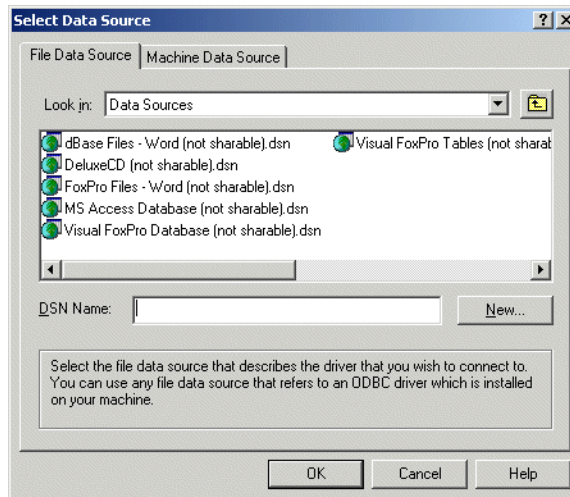 Select Data Source
File Data Source
Machine Data Source
Look in: Data Sources
dBase Files - Word (not sharable).dsn
DeluxeCD (not sharable).dsn
FoxPro Files - Word (not sharable).dsn
MS Access Database (not sharable).dsn
Visual FoxPro Database (not sharable).dsn
Visual FoxPro Tables (not
DSN Name:
New...
Select the file data source that describes the driver that you wish to connect to.
You can use any file data source that refers to an ODBC driver which is installed
on your machine.
OK
Cancel
Help